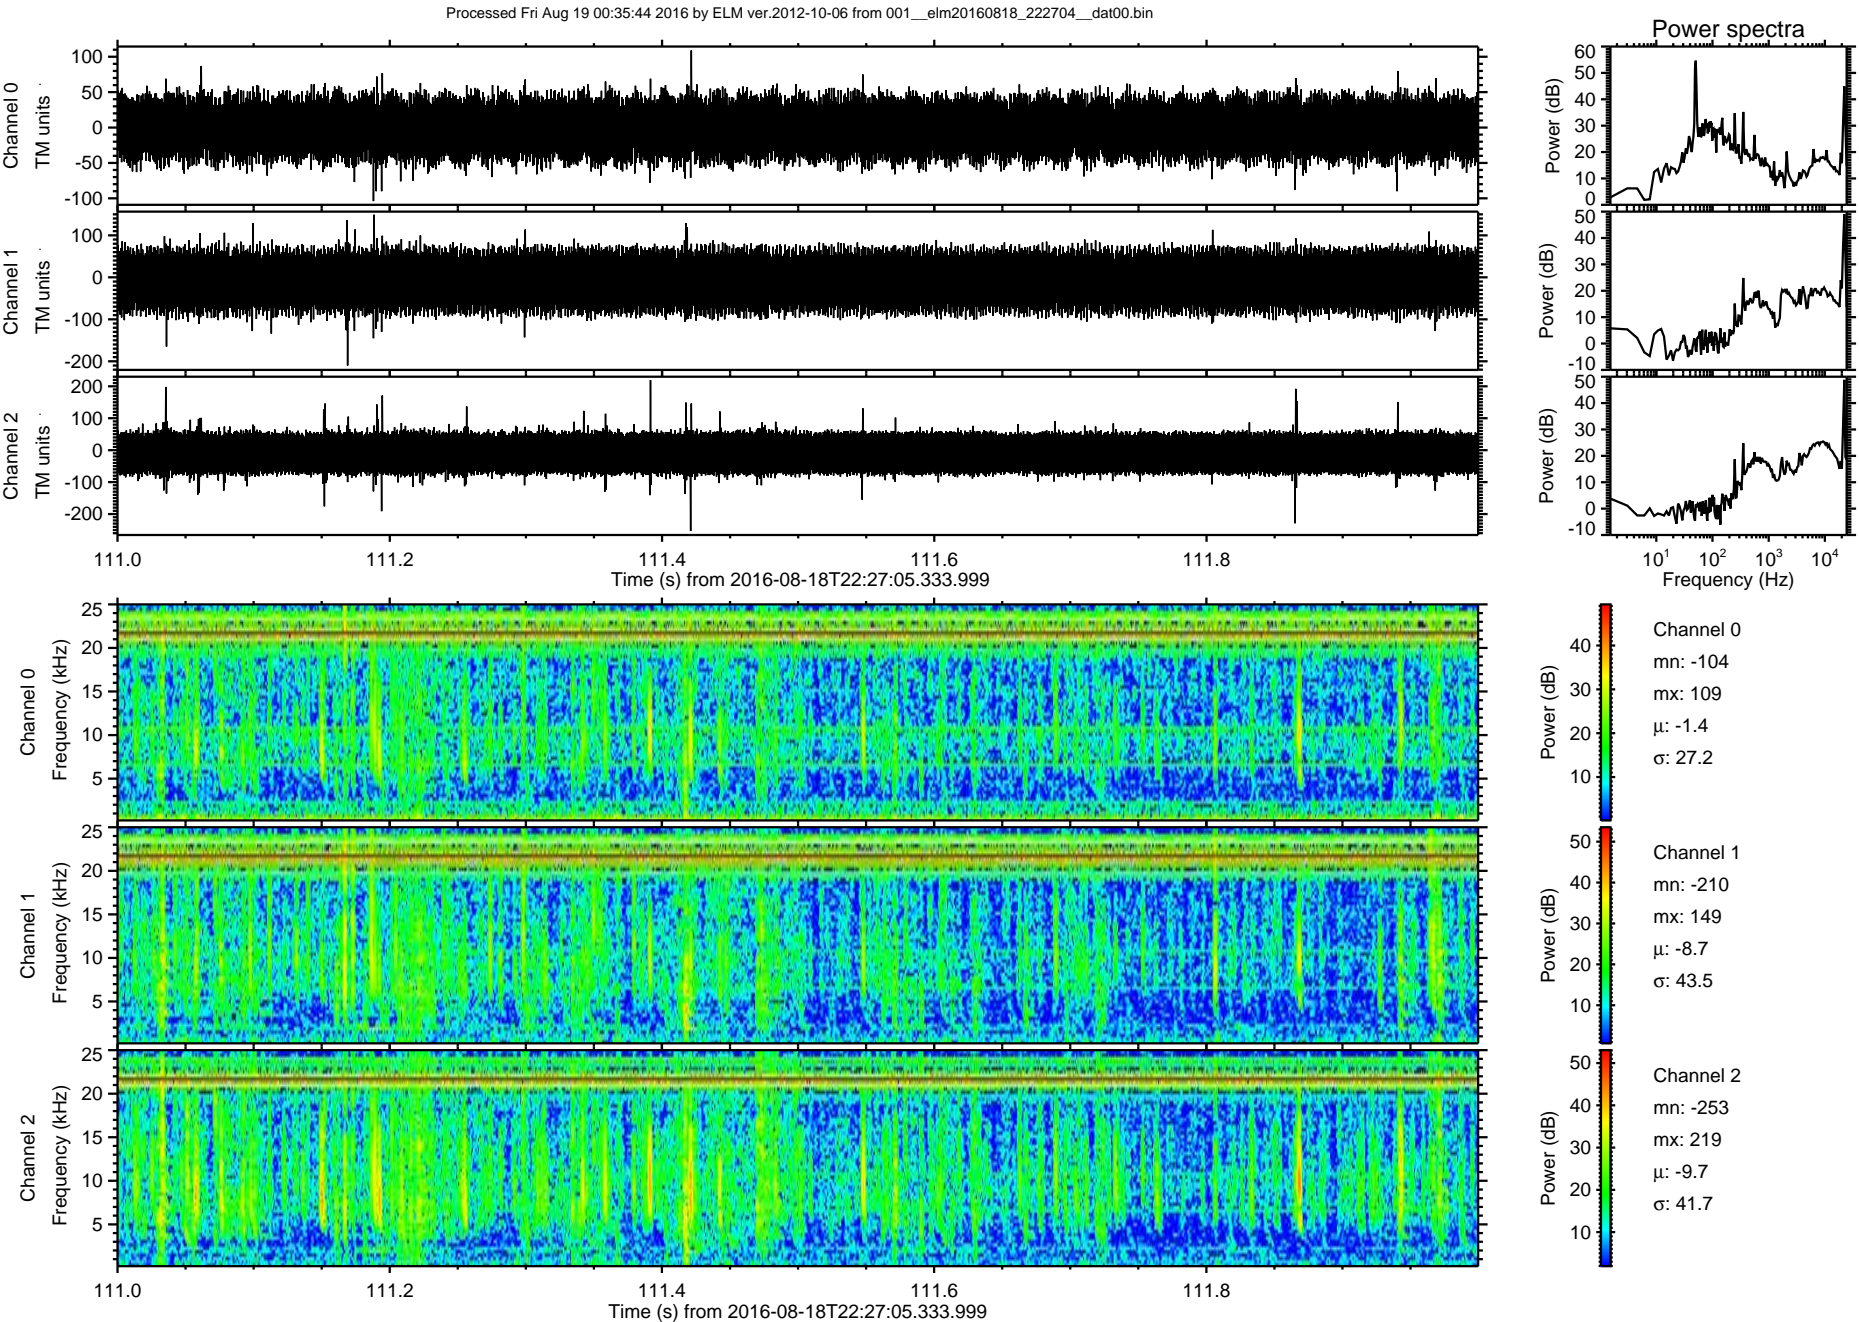 Processed Fri Aug 19 00:35:44 2016 by ELM ver.2012-10-06 from 001__elm20160818_222704__dat00.bin
Power spectra
Channel 0
TM units
100
50
0
-50
-100
Power (dB)
60
50
40
30
20
10
0
Channel 1
TM units
100
0
-100
-200
Power (dB)
50
40
30
20
10
0
-10
Channel 2
TM units
200
100
0
-100
-200
Power (dB)
50
40
30
20
10
0
-10
111.0 111.2 111.4 111.6 111.8
Time (s) from 2016-08-18T22:27:05.333.999
10¹ 10² 10³ 10⁴
Frequency (Hz)
Channel 0
Frequency (kHz)
25
20
15
10
5
Power (dB)
40
30
20
10
Channel 0
mn: -104
mx: 109
μ: -1.4
σ: 27.2
Channel 1
Frequency (kHz)
25
20
15
10
5
Power (dB)
50
40
30
20
10
Channel 1
mn: -210
mx: 149
μ: -8.7
σ: 43.5
Channel 2
Frequency (kHz)
25
20
15
10
5
Power (dB)
50
40
30
20
10
Channel 2
mn: -253
mx: 219
μ: -9.7
σ: 41.7
111.0 111.2 111.4 111.6 111.8
Time (s) from 2016-08-18T22:27:05.333.999